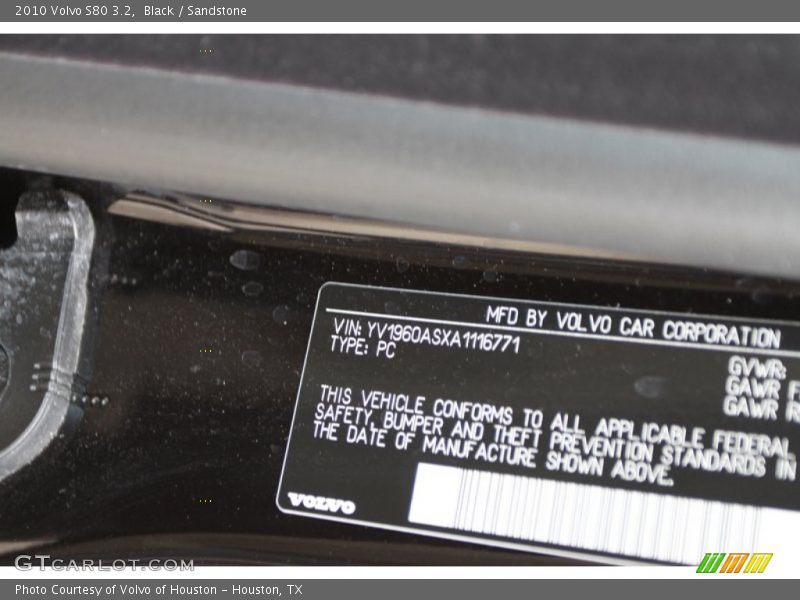 2010 Volvo S80 3.2, Black / Sandstone
MFD BY VOLVO CAR CORPORATION
VIN: YV1960ASXA1116771
TYPE: PC
GVWR:
GAWR F
GAWR R
THIS VEHICLE CONFORMS TO ALL APPLICABLE FEDERAL
SAFETY, BUMPER AND THEFT PREVENTION STANDARDS IN
THE DATE OF MANUFACTURE SHOWN ABOVE.
VOLVO
GTCARLOT.COM
Photo Courtesy of Volvo of Houston - Houston, TX